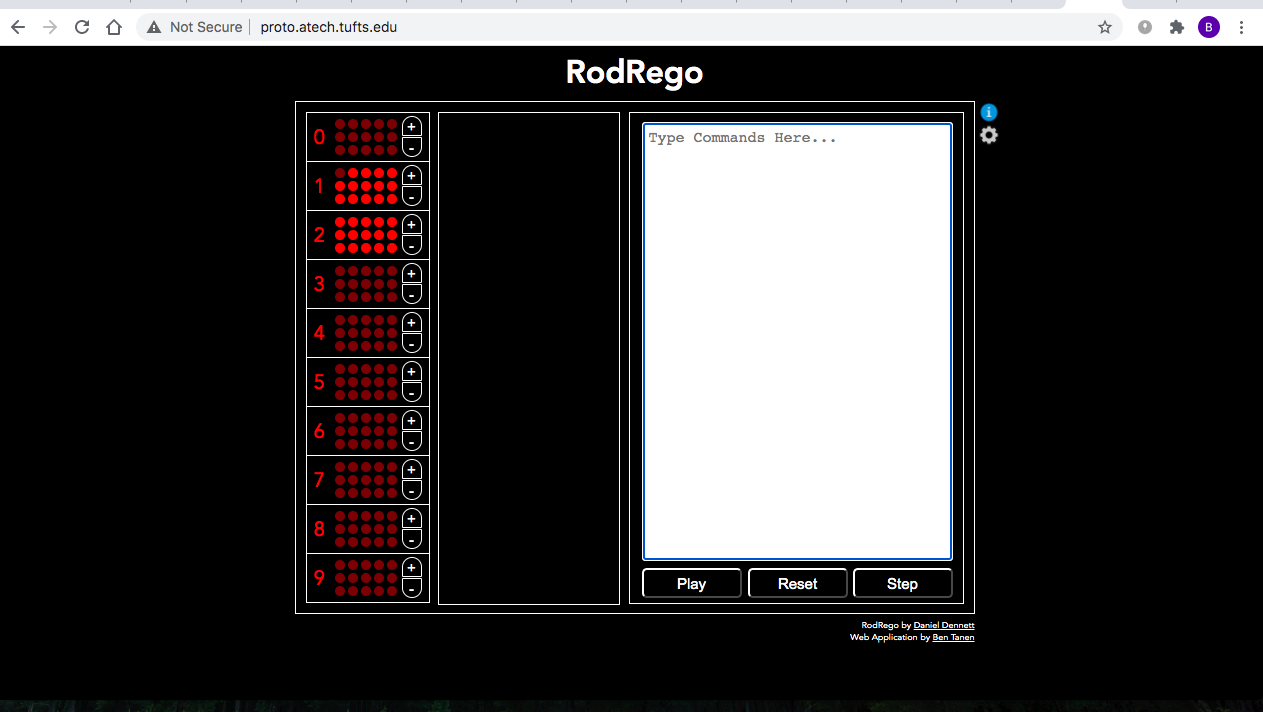 Not Secure | proto.atech.tufts.edu
B
RodRego
i
0 + -
1 + -
2 + -
3 + -
4 + -
5 + -
6 + -
7 + -
8 + -
9 + -
Type Commands Here...
Play Reset Step
RodRego by Daniel Dennett
Web Application by Ben Tanen